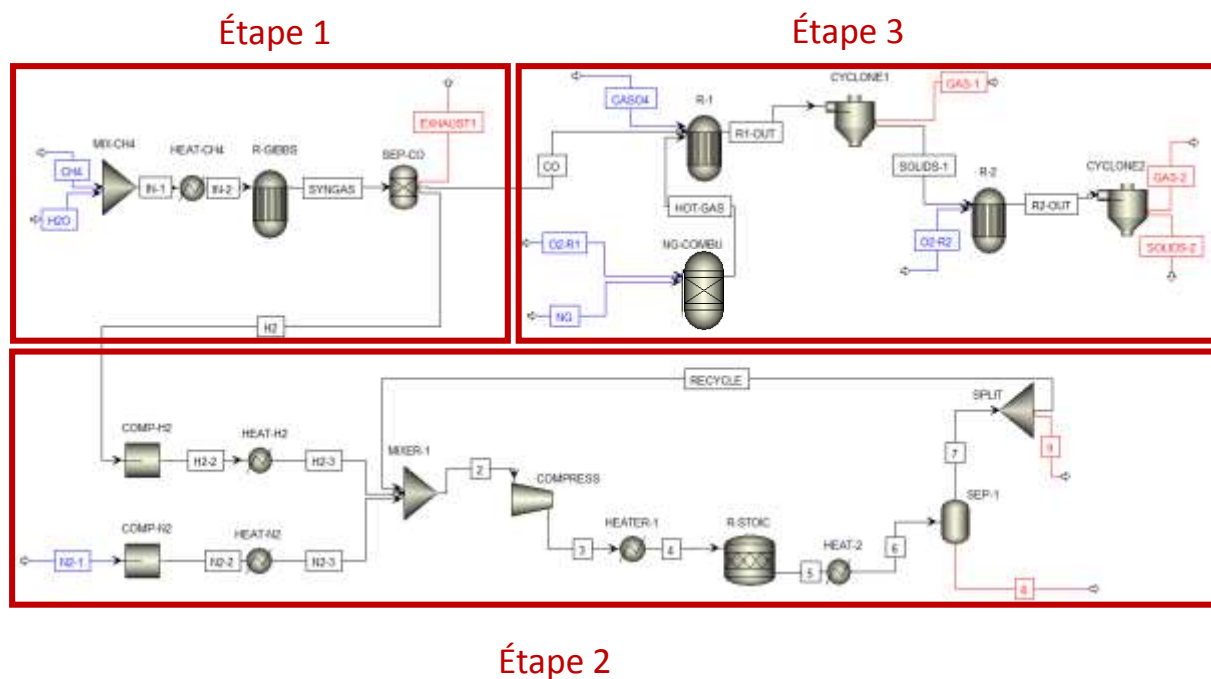 Étape 1
Étape 3
MIX-CH4
CH4
H2O
IN-1
HEAT-CH4
IN-2
R-GIBBS
SYNGAS
SEP-CO
EXHAUST1
CO
H2
CASO4
R-1
R1-OUT
CYCLONE1
GAS-1
SOLIDS-1
HOT-GAS
O2-R1
NG-COMBU
NG
R-2
O2-R2
R2-OUT
CYCLONE2
GAS-2
SOLIDS-2
RECYCLE
COMP-H2
H2-2
HEAT-H2
H2-3
COMP-N2
N2-1
N2-2
HEAT-N2
N2-3
MIXER-1
2
COMPRESS
3
HEATER-1
4
R-STOIC
5
HEAT-2
6
SEP-1
7
8
SPLIT
9
Étape 2